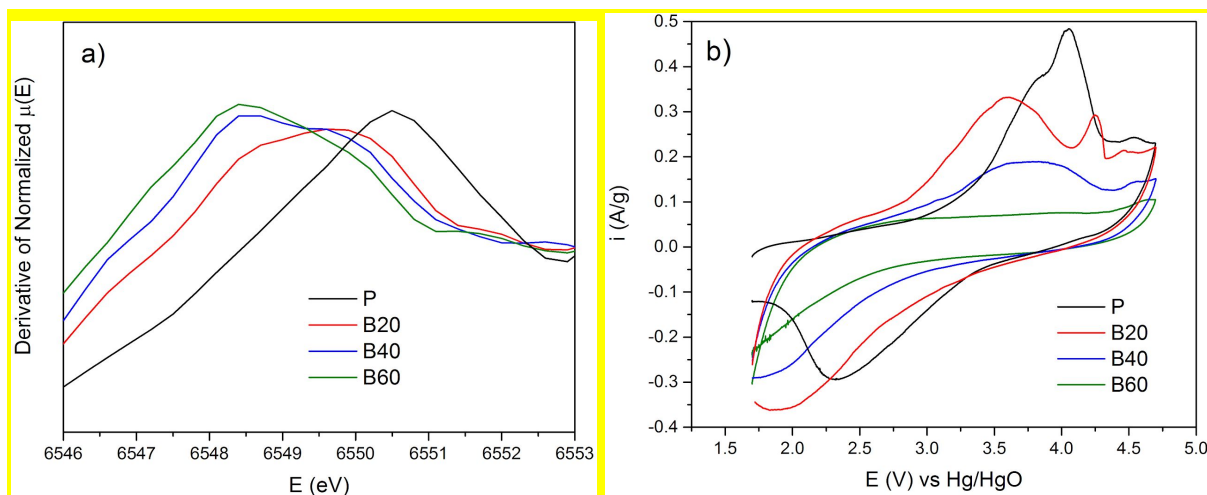 a)
Derivative of Normalized μ(E)
P
B20
B40
B60
6546 6547 6548 6549 6550 6551 6552 6553
E (eV)
b)
i (A/g)
0.5
0.4
0.3
0.2
0.1
0.0
-0.1
-0.2
-0.3
-0.4
P
B20
B40
B60
1.5 2.0 2.5 3.0 3.5 4.0 4.5 5.0
E (V) vs Hg/HgO